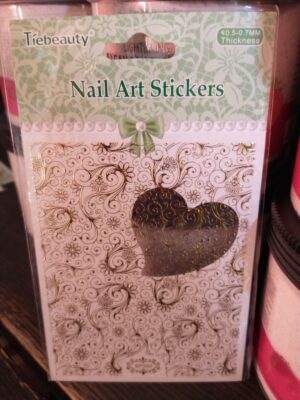 Tiebeauty
≤0.5-0.7MM
Thickness
Nail Art Stickers